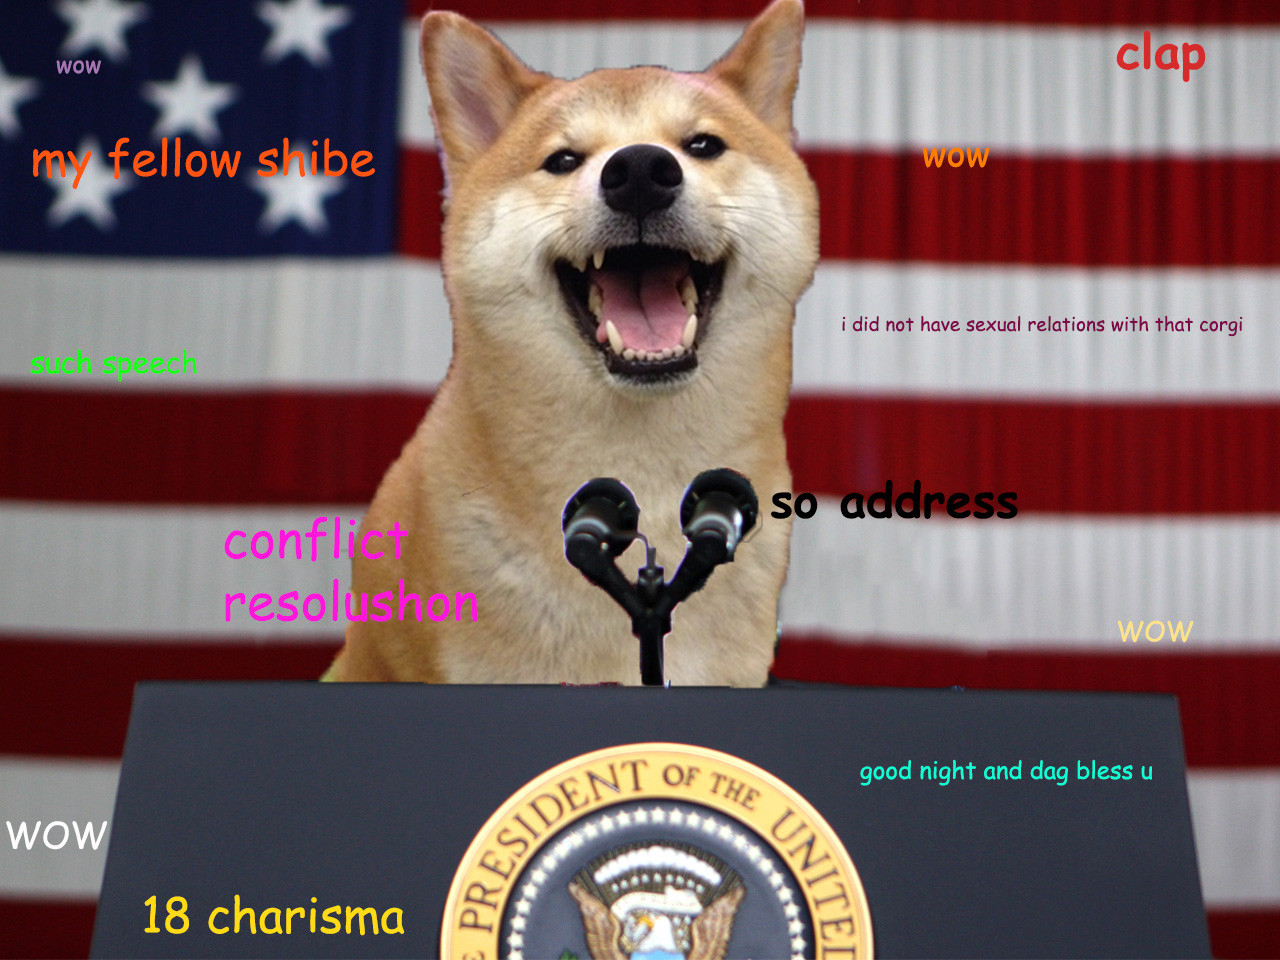 wow
clap
my fellow shibe
wow
i did not have sexual relations with that corgi
such speech
so address
conflict
resolushon
wow
good night and dag bless u
PRESIDENT OF THE UNITED
wow
18 charisma